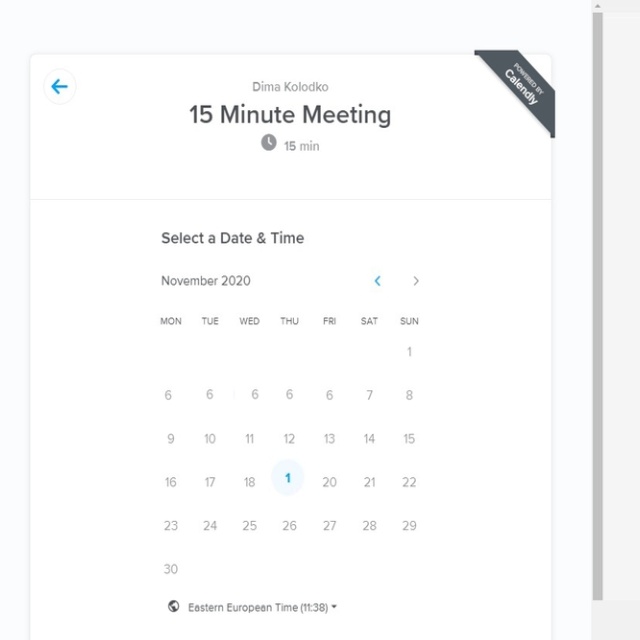 POWERED BY
Calendly
Dima Kolodko
15 Minute Meeting
15 min
Select a Date & Time
November 2020
MON TUE WED THU FRI SAT SUN
1
6 6 6 6 6 7 8
9 10 11 12 13 14 15
16 17 18 1 20 21 22
23 24 25 26 27 28 29
30
Eastern European Time (11:38)